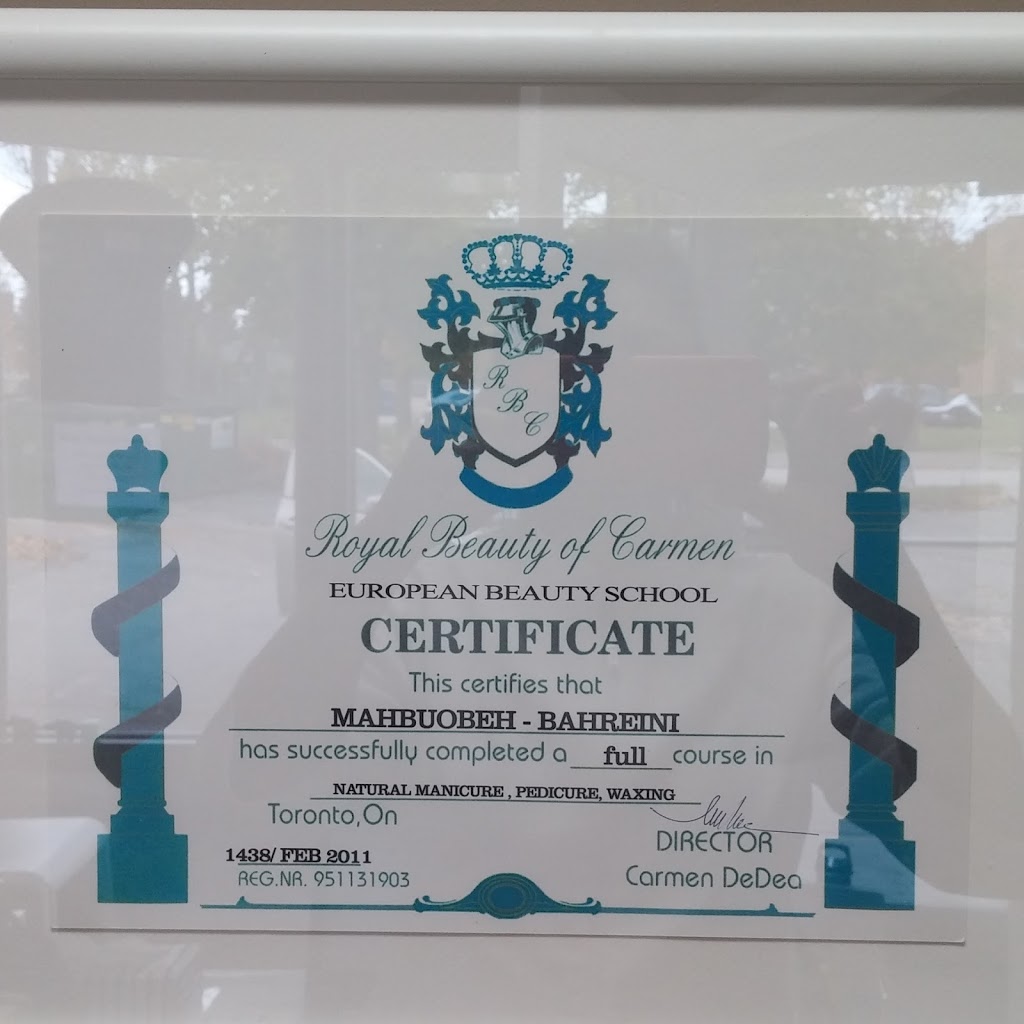 R
B
C
Royal Beauty of Carmen
EUROPEAN BEAUTY SCHOOL
CERTIFICATE
This certifies that
MAHBUOBEH - BAHREINI
has successfully completed a full course in
NATURAL MANICURE , PEDICURE, WAXING
Toronto,On
DIRECTOR
1438/ FEB 2011
REG.NR. 951131903
Carmen DeDea